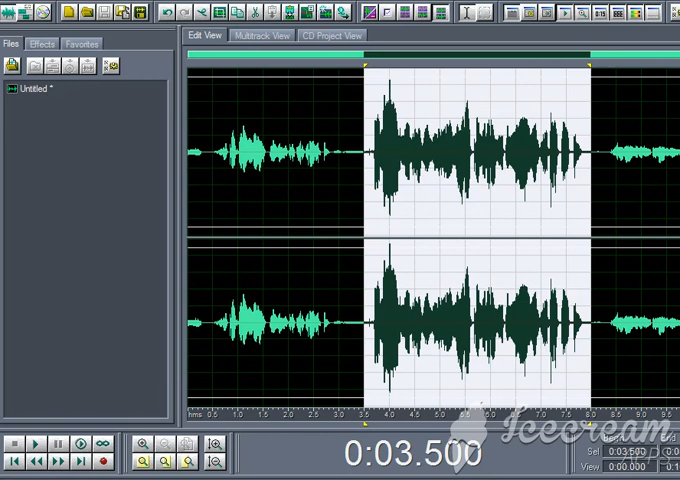 Edit View
Multitrack View
CD Project View
Files
Effects
Favorites
Untitled *
hms 0.5 1.0 1.5 2.0 2.5 3.0 3.5 4.0 4.5 5.0 5.5 6.0 6.5 7.0 7.5 8.0 8.5 9.0 9.5
0:03.500
Begin End
Sel 0:03.500
View 0:00.000
Icecream
APPS